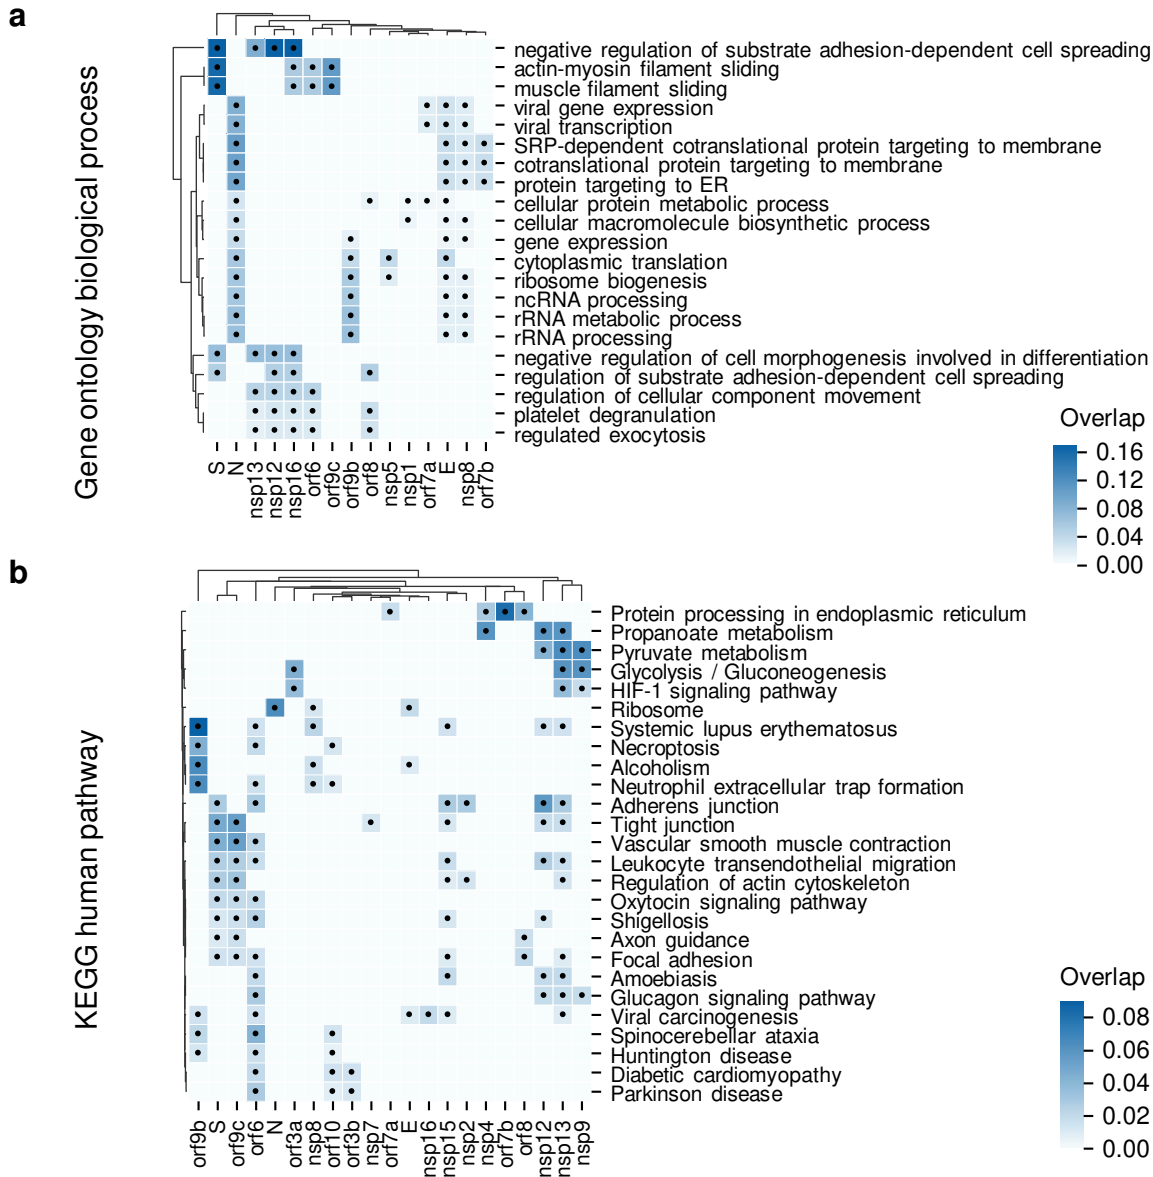 a
Gene ontology biological process
negative regulation of substrate adhesion-dependent cell spreading
actin-myosin filament sliding
muscle filament sliding
viral gene expression
viral transcription
SRP-dependent cotranslational protein targeting to membrane
cotranslational protein targeting to membrane
protein targeting to ER
cellular protein metabolic process
cellular macromolecule biosynthetic process
gene expression
cytoplasmic translation
ribosome biogenesis
ncRNA processing
rRNA metabolic process
rRNA processing
negative regulation of cell morphogenesis involved in differentiation
regulation of substrate adhesion-dependent cell spreading
regulation of cellular component movement
platelet degranulation
regulated exocytosis
S
N
nsp13
nsp12
nsp16
orf6
orf9c
orf9b
orf8
nsp5
nsp1
orf7a
E
nsp8
orf7b
Overlap
0.16
0.12
0.08
0.04
0.00
b
KEGG human pathway
Protein processing in endoplasmic reticulum
Propanoate metabolism
Pyruvate metabolism
Glycolysis / Gluconeogenesis
HIF-1 signaling pathway
Ribosome
Systemic lupus erythematosus
Necroptosis
Alcoholism
Neutrophil extracellular trap formation
Adherens junction
Tight junction
Vascular smooth muscle contraction
Leukocyte transendothelial migration
Regulation of actin cytoskeleton
Oxytocin signaling pathway
Shigellosis
Axon guidance
Focal adhesion
Amoebiasis
Glucagon signaling pathway
Viral carcinogenesis
Spinocerebellar ataxia
Huntington disease
Diabetic cardiomyopathy
Parkinson disease
orf9b
S
orf9c
orf6
N
orf3a
nsp8
orf10
orf3b
nsp7
orf7a
E
nsp16
nsp15
nsp2
nsp4
orf7b
orf8
nsp12
nsp13
nsp9
Overlap
0.08
0.06
0.04
0.02
0.00